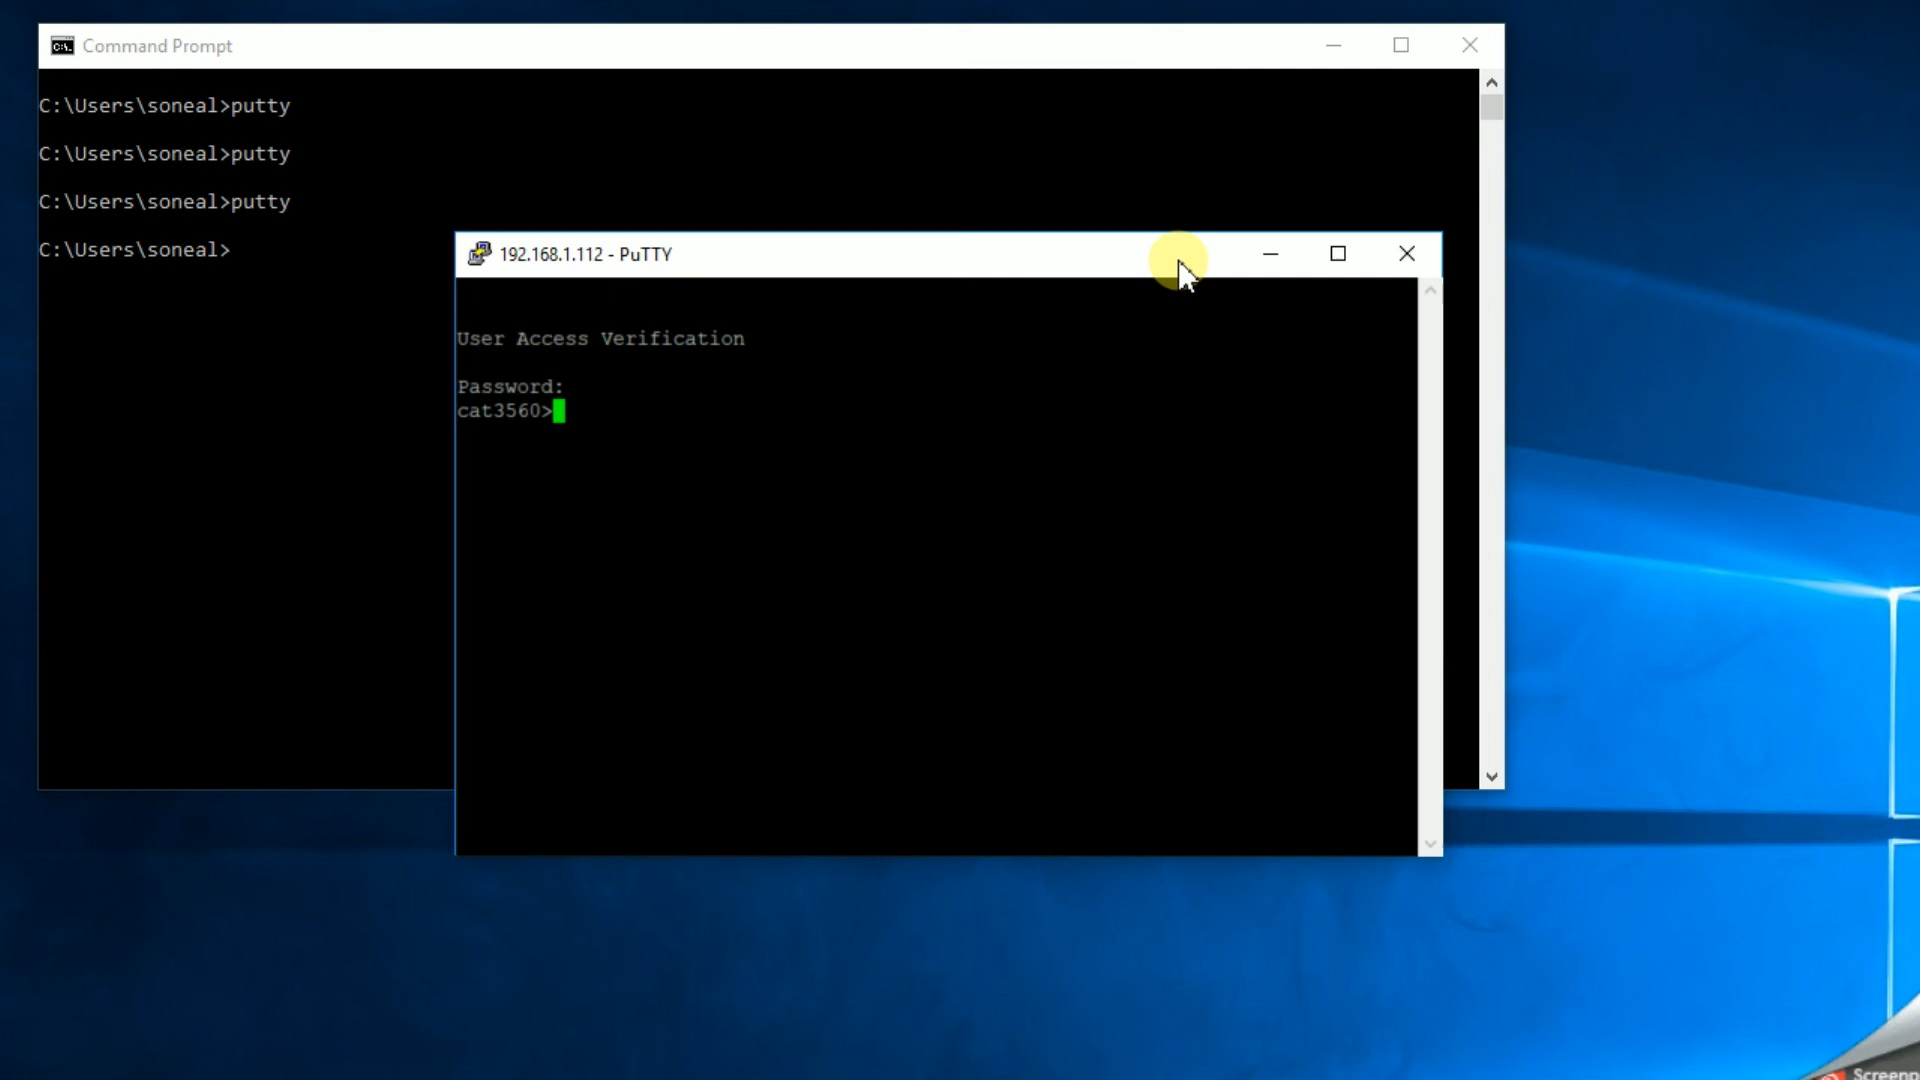 Command Prompt
C:\Users\soneal>putty
C:\Users\soneal>putty
C:\Users\soneal>putty
C:\Users\soneal>
192.168.1.112 - PuTTY
User Access Verification
Password:
cat3560>